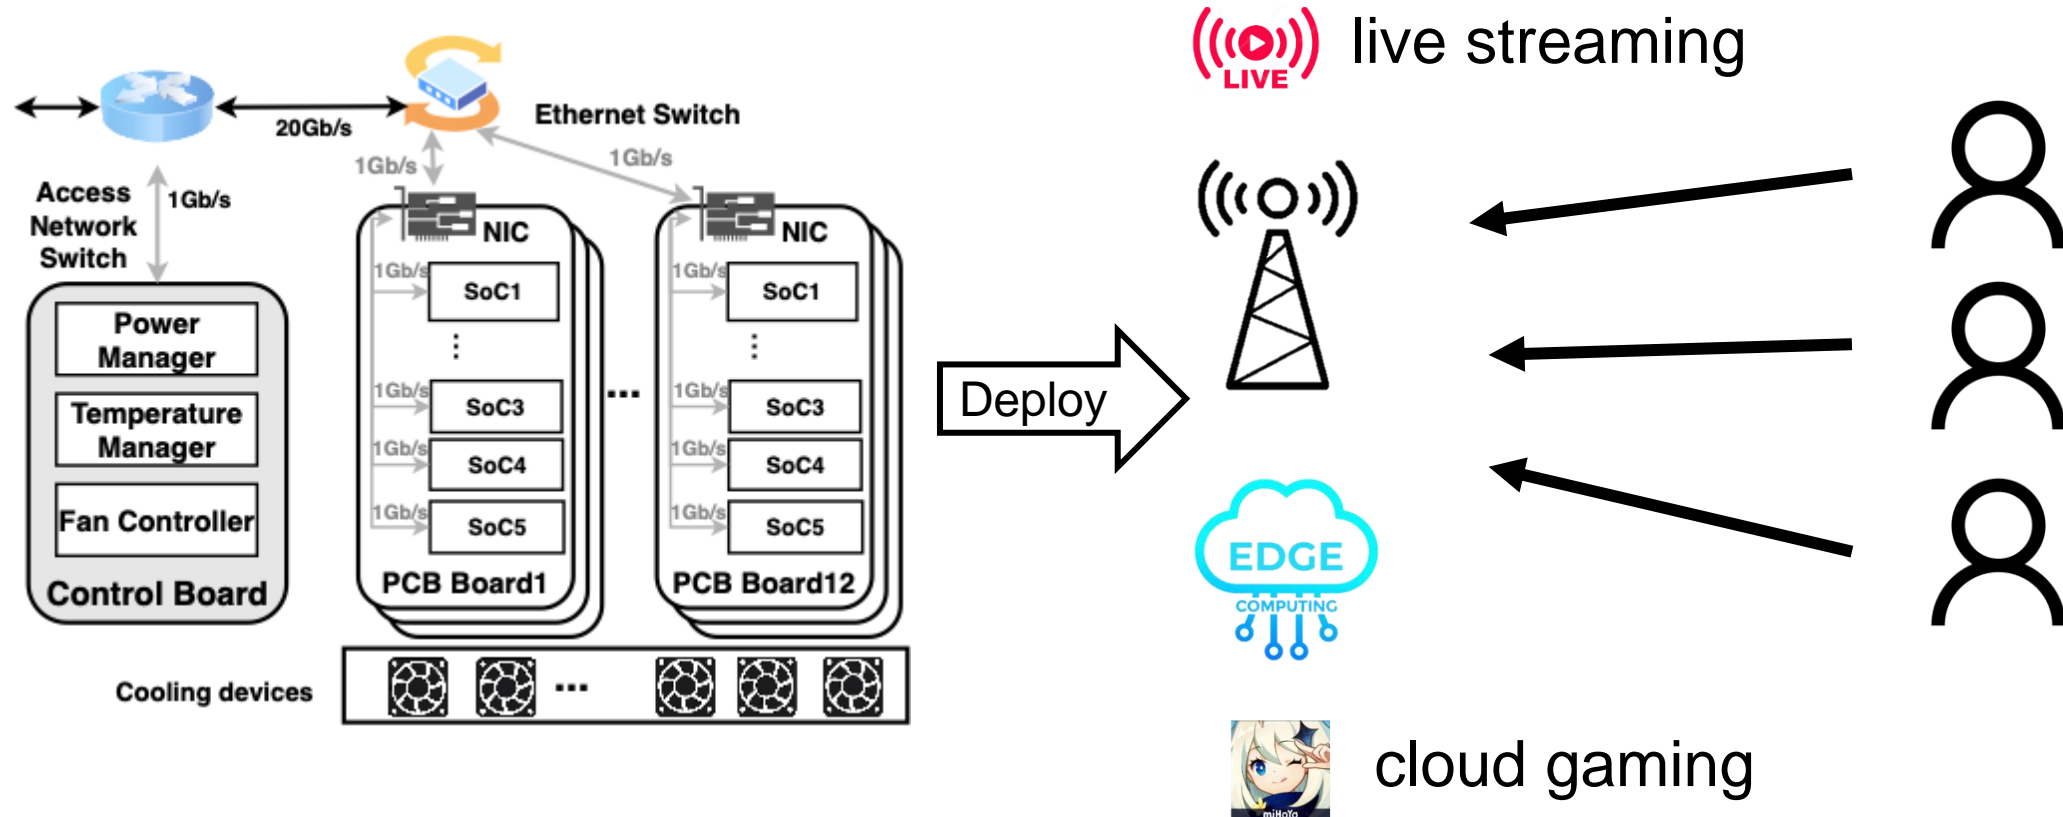 20Gb/s
Ethernet Switch
1Gb/s
1Gb/s
Access
Network
Switch
1Gb/s
Power
Manager
Temperature
Manager
Fan Controller
Control Board
NIC
1Gb/s
SoC1
1Gb/s
SoC3
1Gb/s
SoC4
1Gb/s
SoC5
PCB Board1
NIC
1Gb/s
SoC1
1Gb/s
SoC3
1Gb/s
SoC4
1Gb/s
SoC5
PCB Board12
Cooling devices
Deploy
LIVE
live streaming
EDGE
COMPUTING
miHoYo
cloud gaming